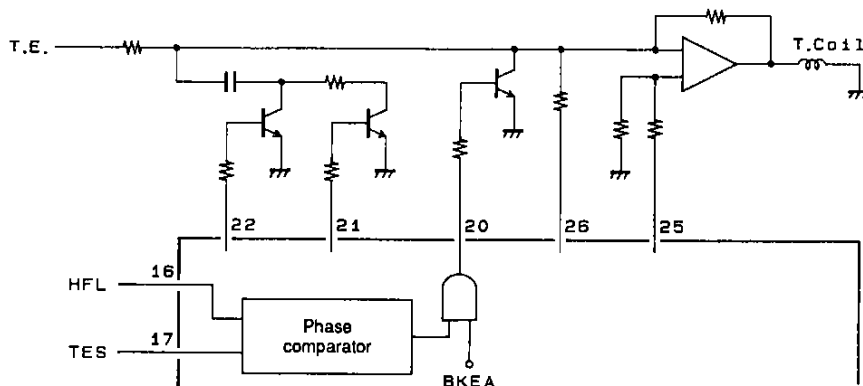 T.E.
T.Coil
22
21
20
26
25
HFL
16
TES
17
Phase
comparator
BKEA